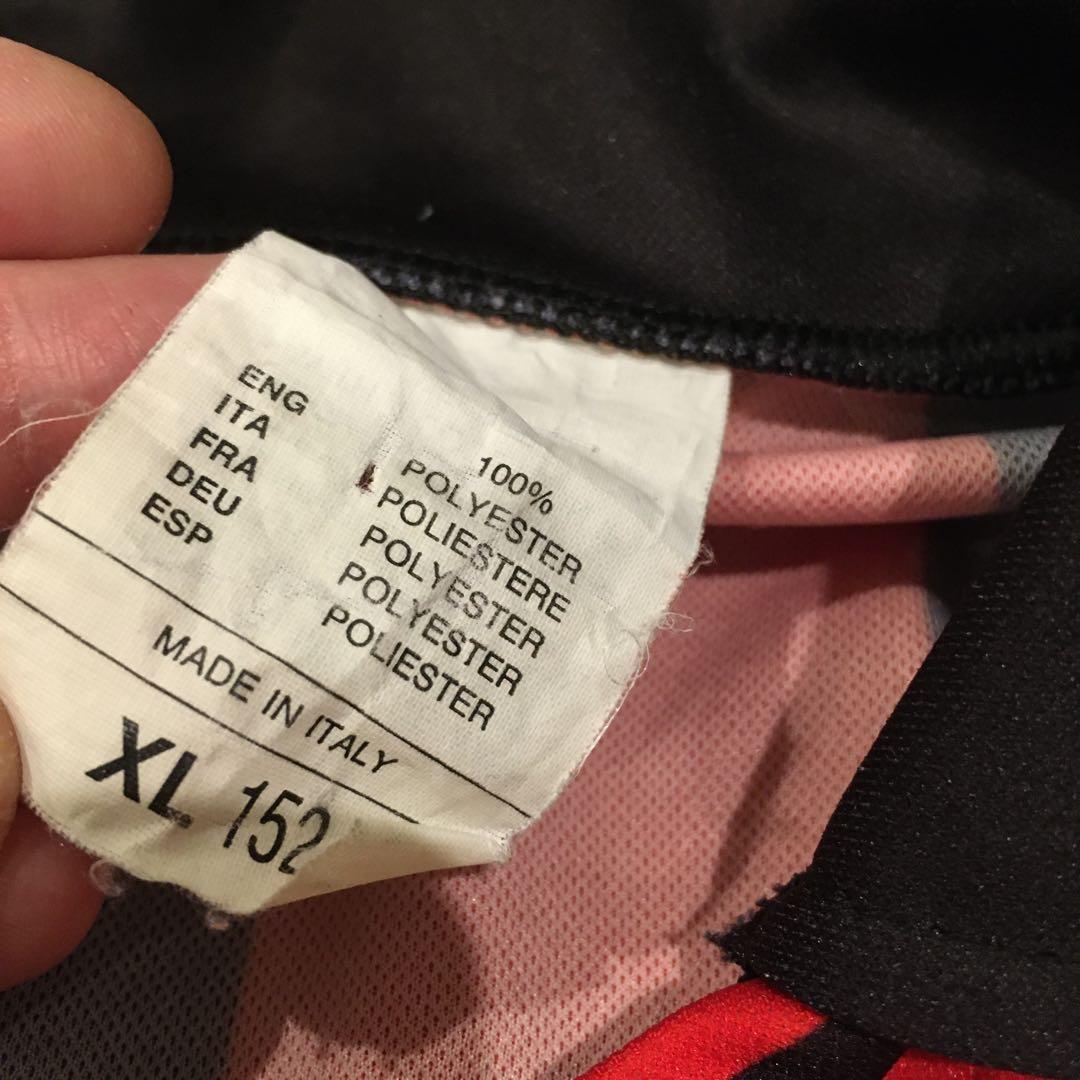 100%
ENG POLYESTER
ITA POLIESTERE
FRA POLYESTER
DEU POLYESTER
ESP POLIESTER
MADE IN ITALY
XL 152